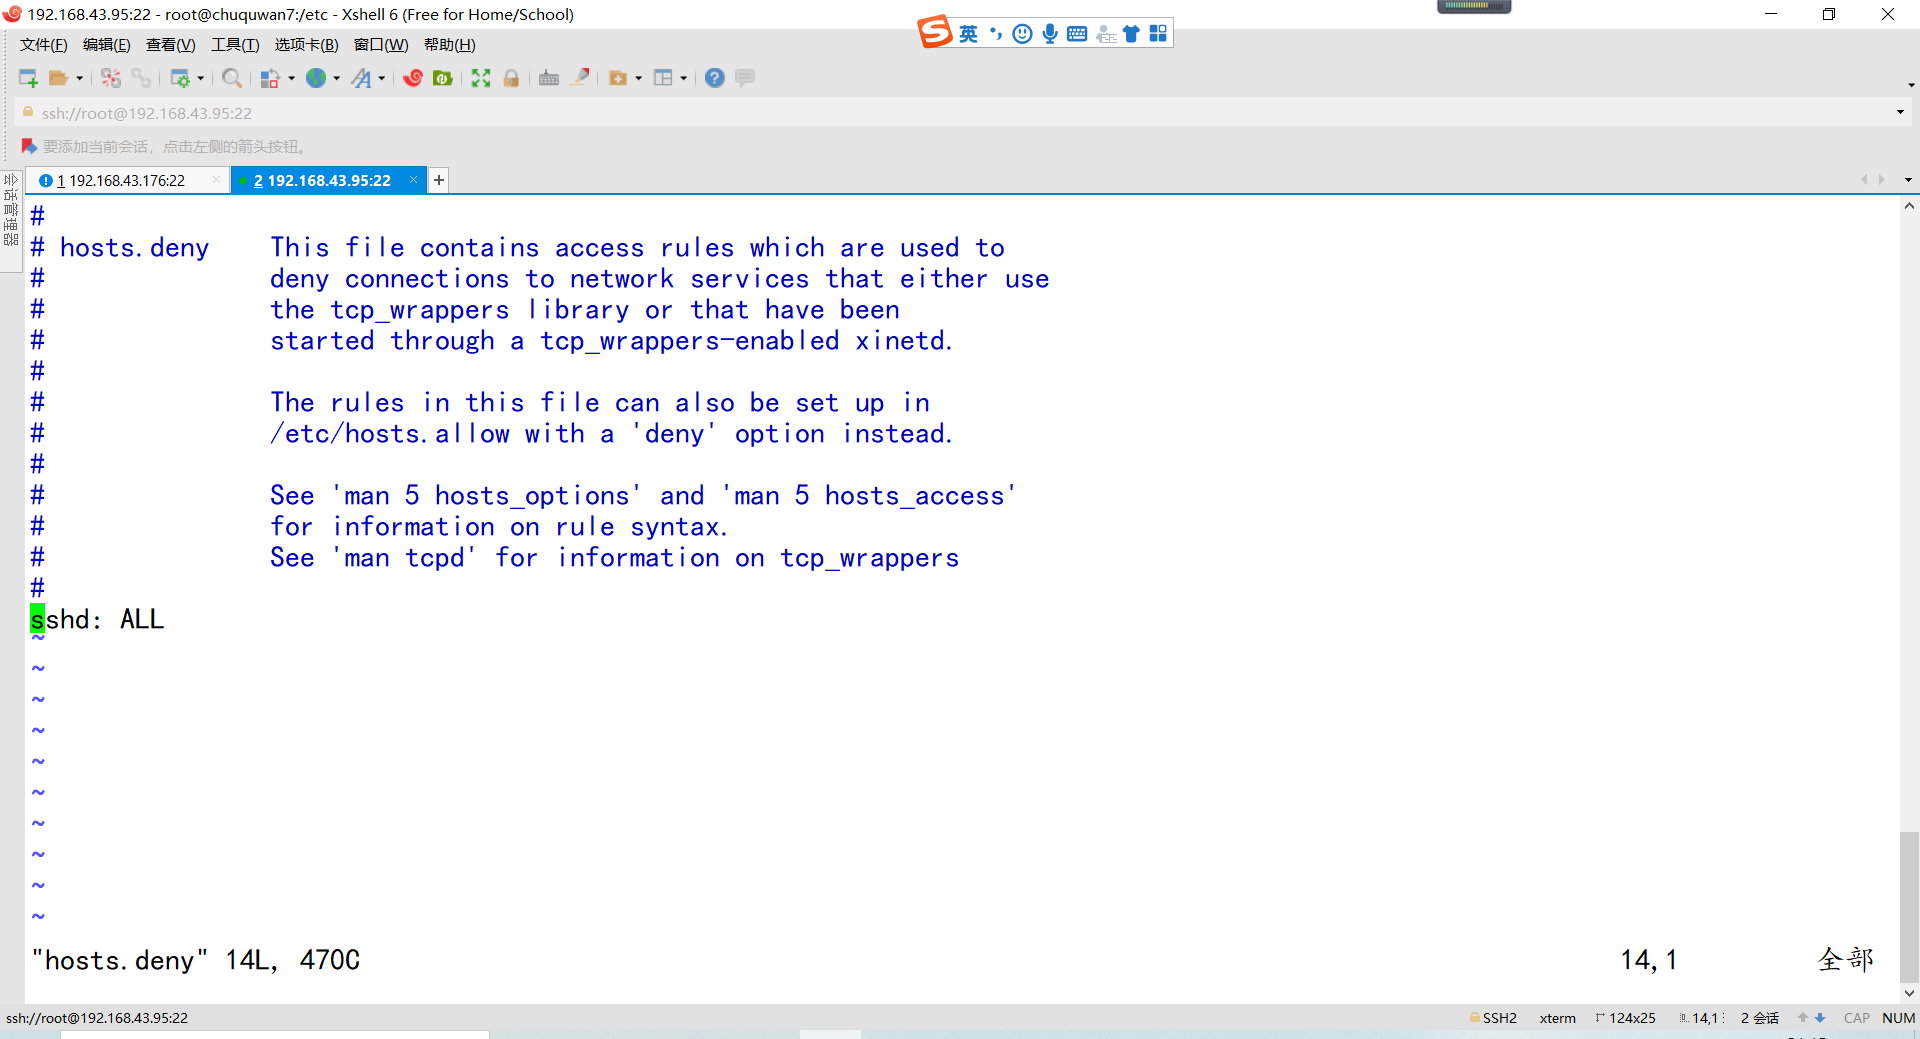 192.168.43.95:22 - root@chuquwan7:/etc - Xshell 6 (Free for Home/School)
英
文件(F) 编辑(E) 查看(V) 工具(T) 选项卡(B) 窗口(W) 帮助(H)
ssh://root@192.168.43.95:22
要添加当前会话，点击左侧的箭头按钮。
会话管理器
1 192.168.43.176:22
2 192.168.43.95:22
#
# hosts.deny    This file contains access rules which are used to
#               deny connections to network services that either use
#               the tcp_wrappers library or that have been
#               started through a tcp_wrappers-enabled xinetd.
#
#               The rules in this file can also be set up in
#               /etc/hosts.allow with a 'deny' option instead.
#
#               See 'man 5 hosts_options' and 'man 5 hosts_access'
#               for information on rule syntax.
#               See 'man tcpd' for information on tcp_wrappers
#
sshd: ALL
~
~
~
~
~
~
~
~
~
~
"hosts.deny" 14L, 470C 14,1 全部
ssh://root@192.168.43.95:22 SSH2 xterm 124x25 14,1 2 会话 CAP NUM